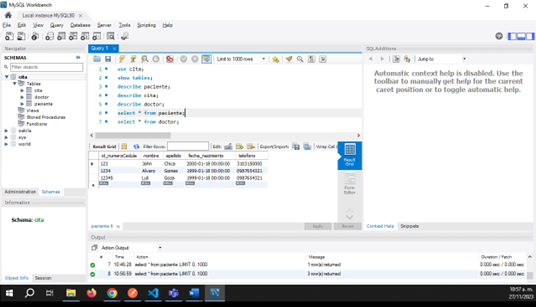 MySQL Workbench
Local instance MySQL80
File Edit View Query Database Server Tools Scripting Help
Navigator
SCHEMAS
Filter objects
cita
Tables
cita
doctor
paciente
Views
Stored Procedures
Functions
sakila
sys
world
Administration Schemas
Information
Schema: cita
Object Info Session
Query 1
Limit to 1000 rows
1 use cita;
2 show tables;
3 describe paciente;
4 describe cita;
5 describe doctor;
6 select * from paciente;
7 select * from doctor;
Result Grid Filter Rows: Edit: Export/Import: Wrap Cell
id_numeroCedula nombre apellido fecha_nacimiento telefono
123 John Chica 2000-01-18 00:00:00 3103150000
1234 Alvaro Gomez 1999-01-18 00:00:00 0987654321
12345 Luli 1999-01-18 00:00:00 0987654321
NULL NULL NULL NULL NULL
Result Grid
Form Editor
paciente 8
Apply Revert
SQL Additions
Jump to
Automatic context help is disabled. Use the
toolbar to manually get help for the current
caret position or to toggle automatic help.
Context Help Snippets
Output
Action Output
# Time Action Message Duration / Fetch
7 10:46:28 select * from paciente LIMIT 0, 1000 1 row(s) returned 0.000 sec / 0.000 sec
8 10:56:59 select * from paciente LIMIT 0, 1000 3 row(s) returned 0.000 sec / 0.000 sec
10:57 a. m.
27/11/2023